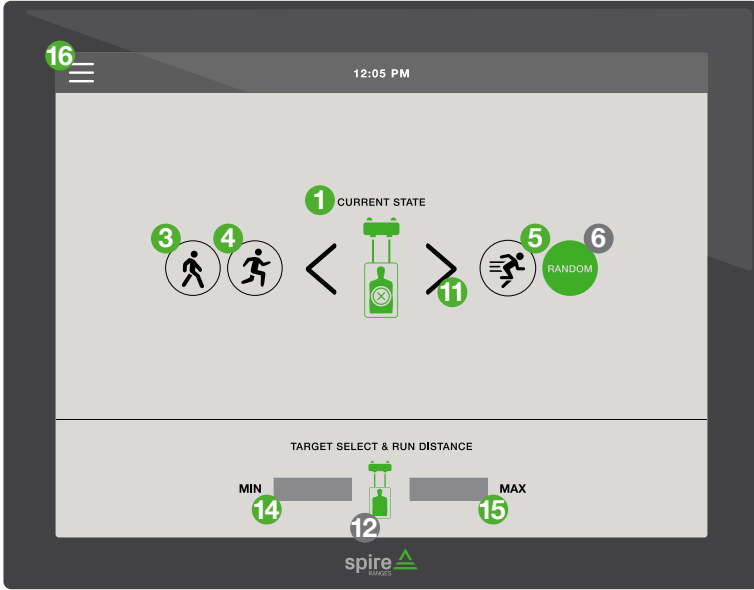 16
12:05 PM
1 CURRENT STATE
3 4 5 6
RANDOM
11
TARGET SELECT & RUN DISTANCE
MIN MAX
14 15
12
spire
RANGES